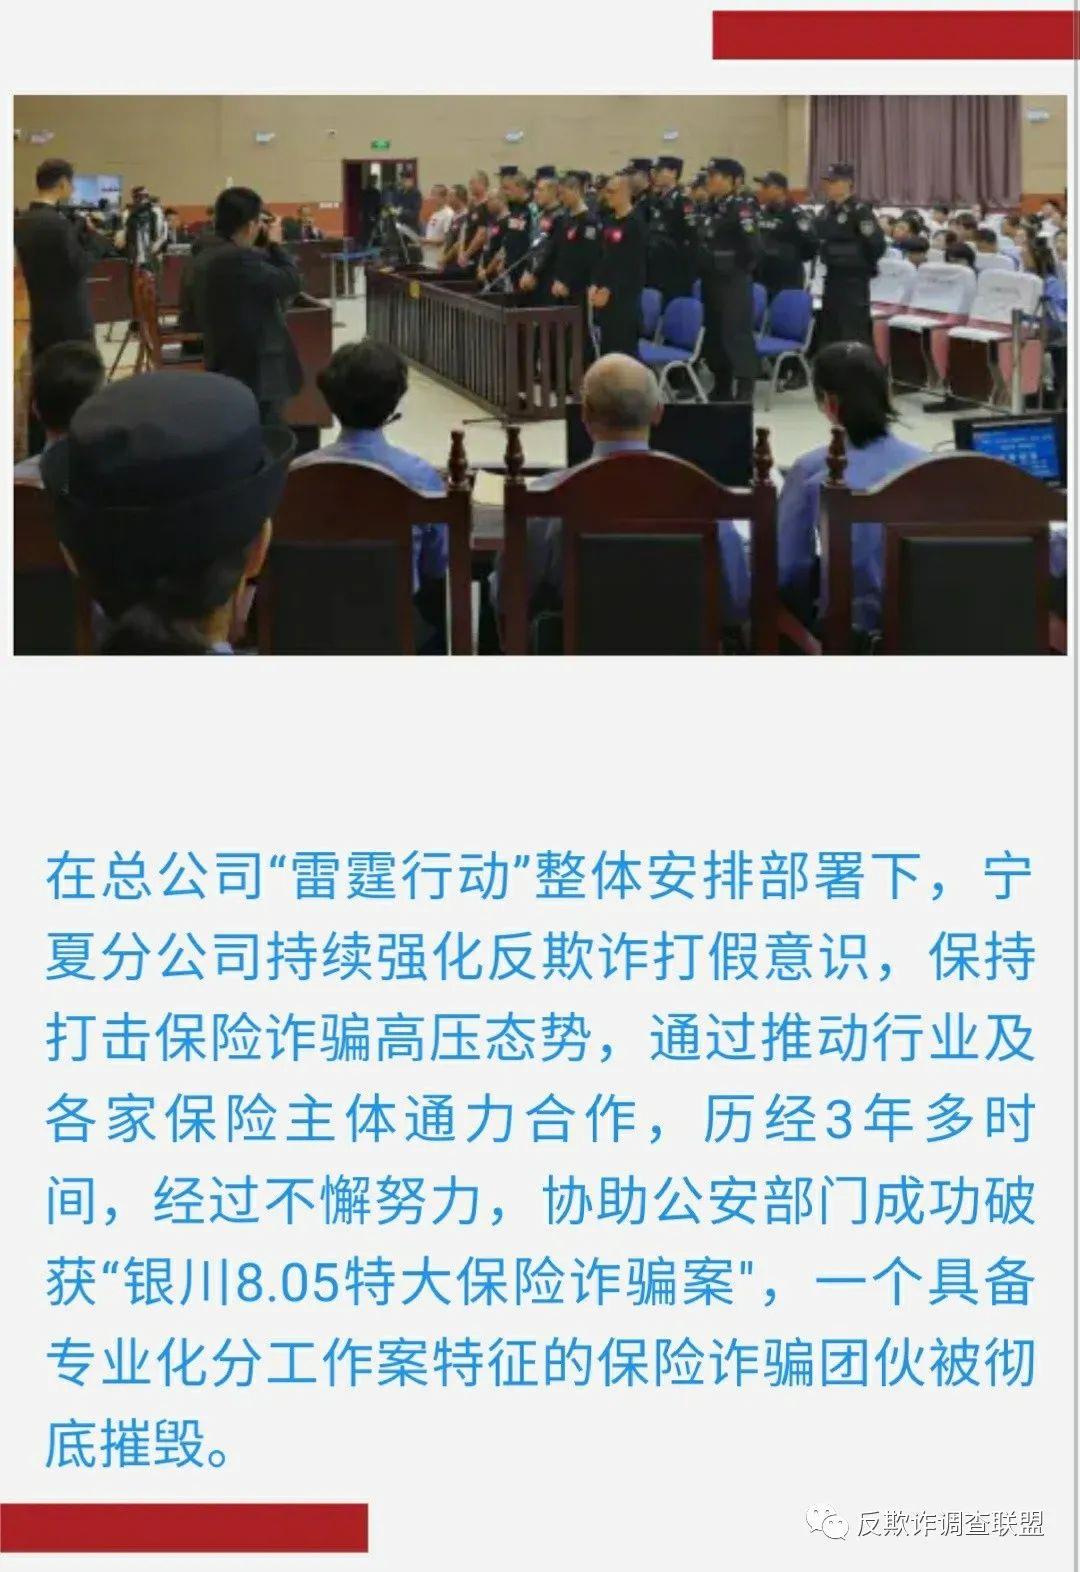 在总公司“雷霆行动”整体安排部署下，宁
夏分公司持续强化反欺诈打假意识，保持
打击保险诈骗高压态势，通过推动行业及
各家保险主体通力合作，历经3年多时
间，经过不懈努力，协助公安部门成功破
获“银川8.05特大保险诈骗案"，一个具备
专业化分工作案特征的保险诈骗团伙被彻
底摧毁。
反欺诈调查联盟